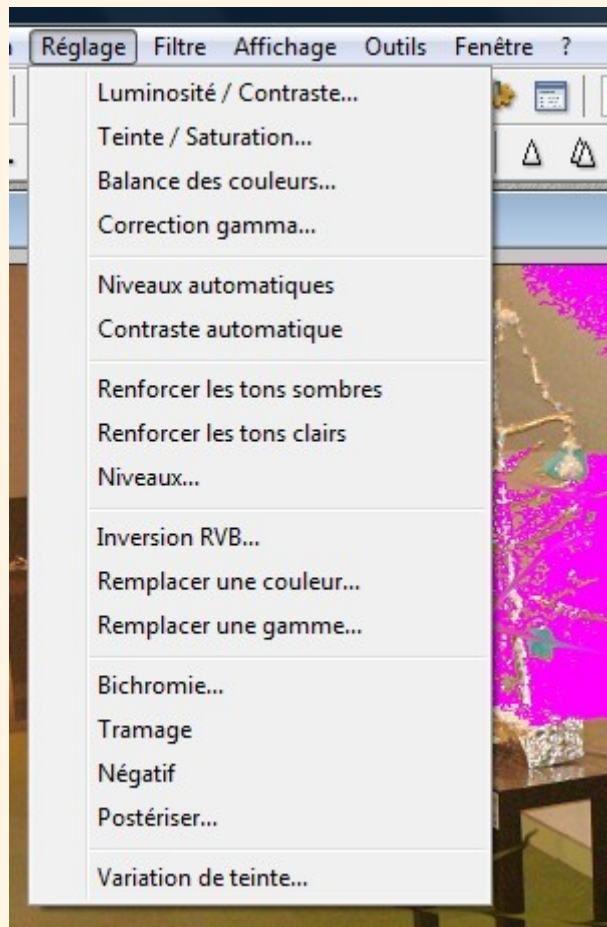 Réglage Filtre Affichage Outils Fenêtre ?
Luminosité / Contraste...
Teinte / Saturation...
Balance des couleurs...
Correction gamma...
Niveaux automatiques
Contraste automatique
Renforcer les tons sombres
Renforcer les tons clairs
Niveaux...
Inversion RVB...
Remplacer une couleur...
Remplacer une gamme...
Bichromie...
Tramage
Négatif
Postériser...
Variation de teinte...